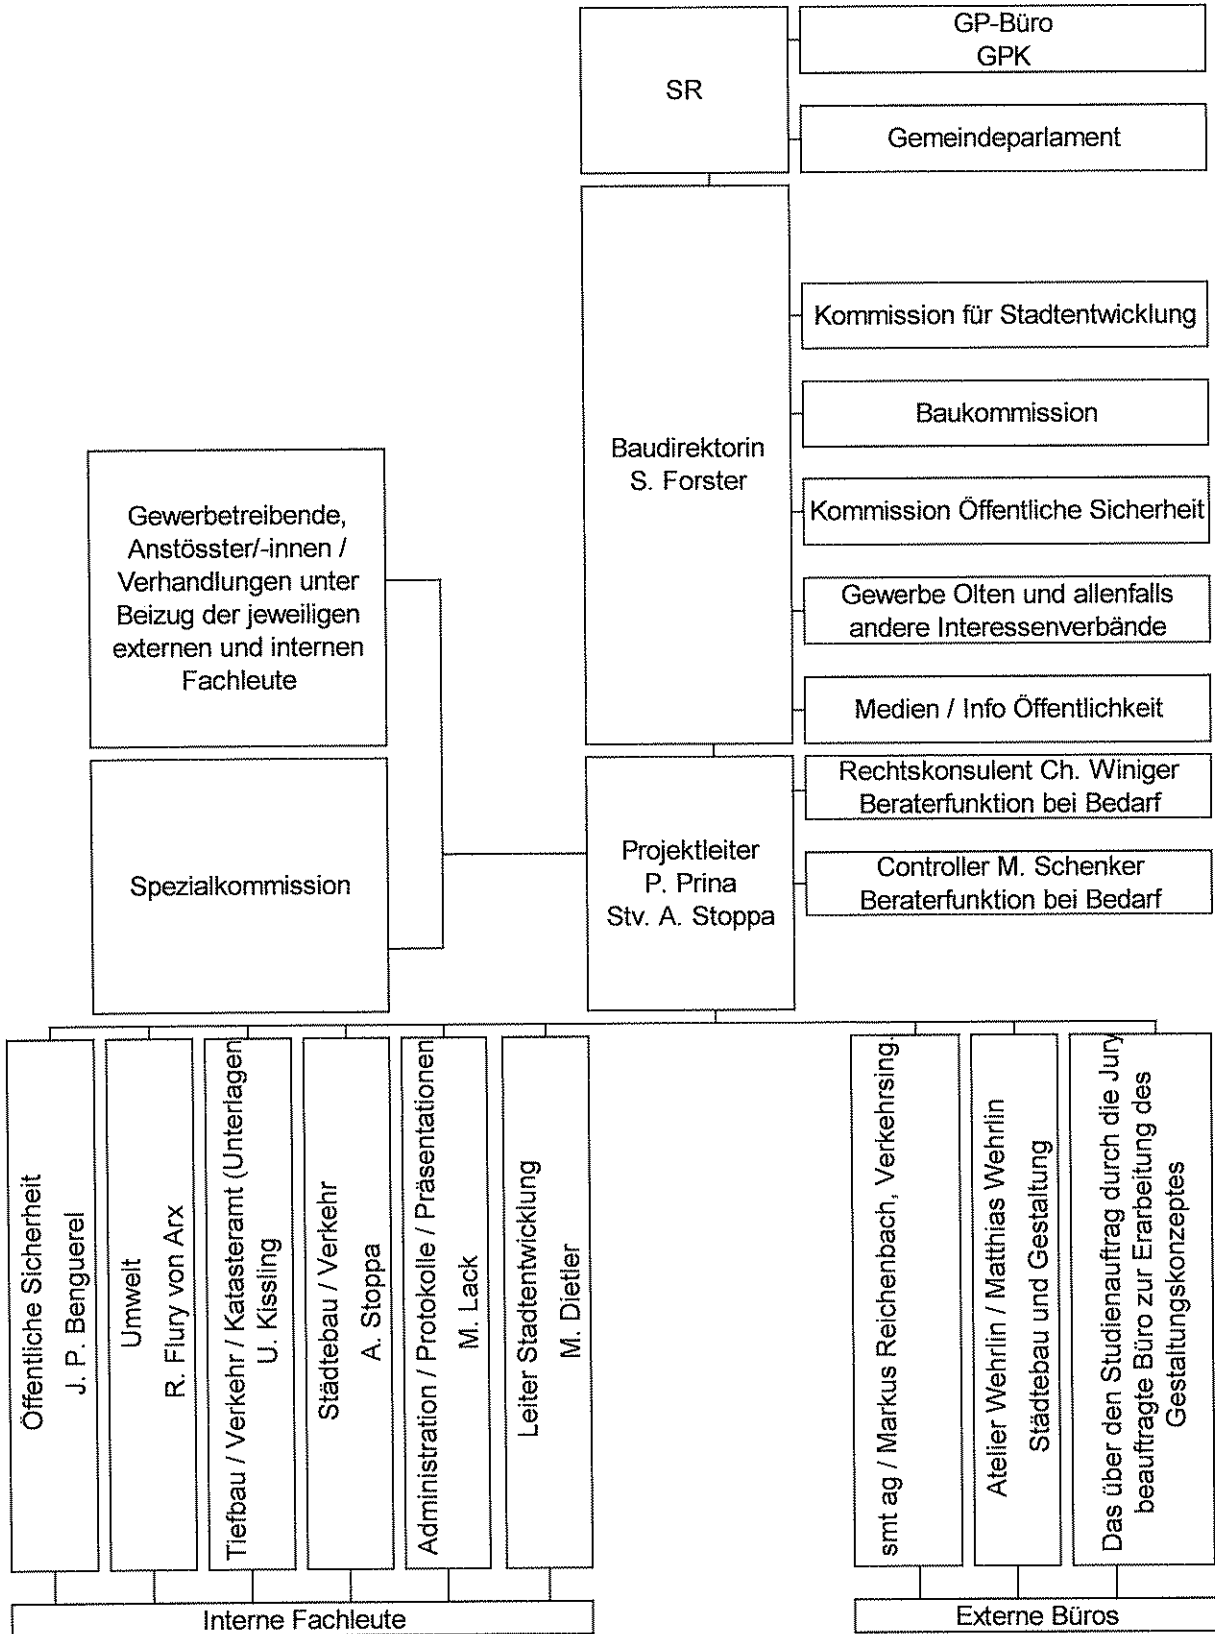 SR
GP-Büro
GPK
Gemeindeparlament
Baudirektorin
S. Forster
Kommission für Stadtentwicklung
Baukommission
Kommission Öffentliche Sicherheit
Gewerbe Olten und allenfalls
andere Interessenverbände
Medien / Info Öffentlichkeit
Gewerbetreibende,
Anstösster/-innen /
Verhandlungen unter
Beizug der jeweiligen
externen und internen
Fachleute
Spezialkommission
Projektleiter
P. Prina
Stv. A. Stoppa
Rechtskonsulent Ch. Winiger
Beraterfunktion bei Bedarf
Controller M. Schenker
Beraterfunktion bei Bedarf
Öffentliche Sicherheit
J. P. Benguerel
Umwelt
R. Flury von Arx
Tiefbau / Verkehr / Katasteramt (Unterlagen
U. Kissling
Städtebau / Verkehr
A. Stoppa
Administration / Protokolle / Präsentationen
M. Lack
Leiter Stadtentwicklung
M. Dietler
smt ag / Markus Reichenbach, Verkehrsing.
Atelier Wehrlin / Matthias Wehrlin
Städtebau und Gestaltung
Das über den Studienauftrag durch die Jury
beauftragte Büro zur Erarbeitung des
Gestaltungskonzeptes
Interne Fachleute
Externe Büros